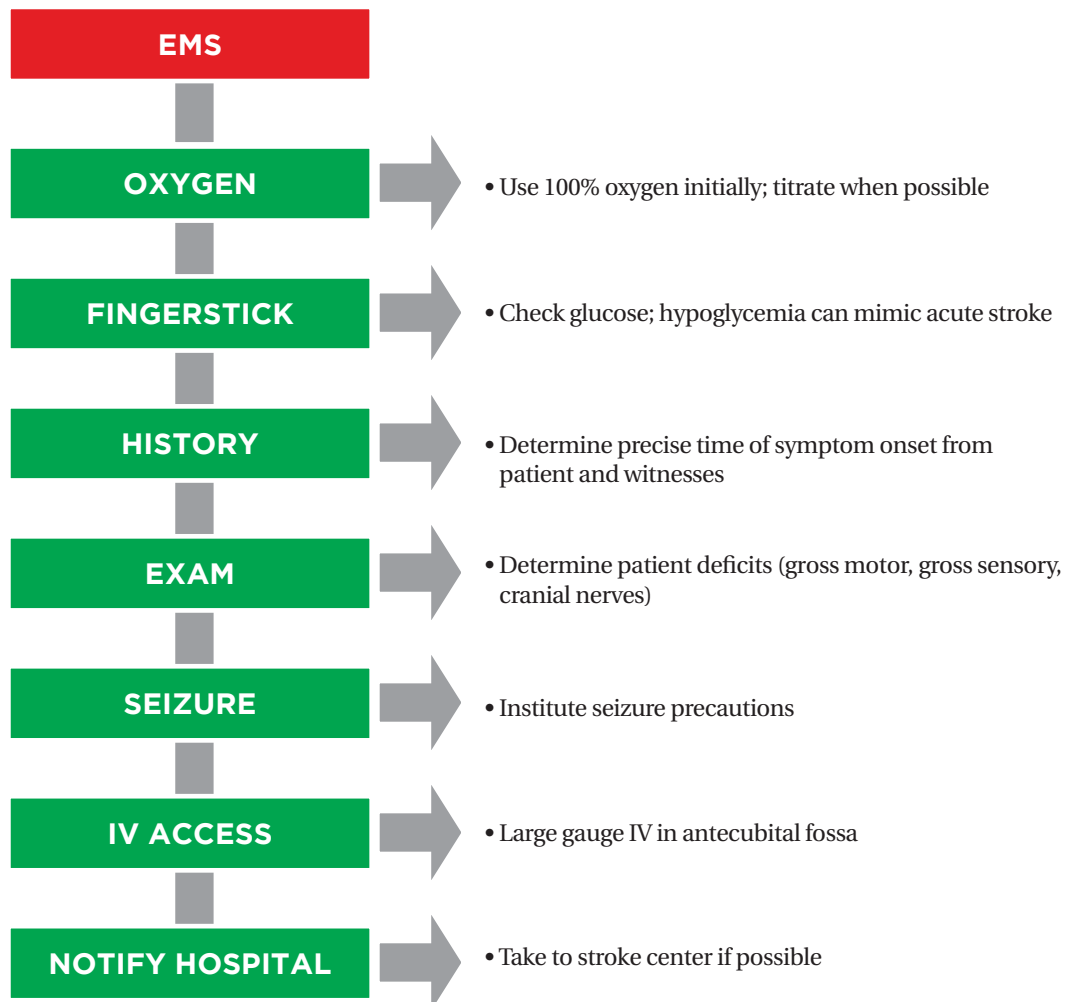 EMS
OXYGEN
• Use 100% oxygen initially; titrate when possible
FINGERSTICK
• Check glucose; hypoglycemia can mimic acute stroke
HISTORY
• Determine precise time of symptom onset from
patient and witnesses
EXAM
• Determine patient deficits (gross motor, gross sensory,
cranial nerves)
SEIZURE
• Institute seizure precautions
IV ACCESS
• Large gauge IV in antecubital fossa
NOTIFY HOSPITAL
• Take to stroke center if possible